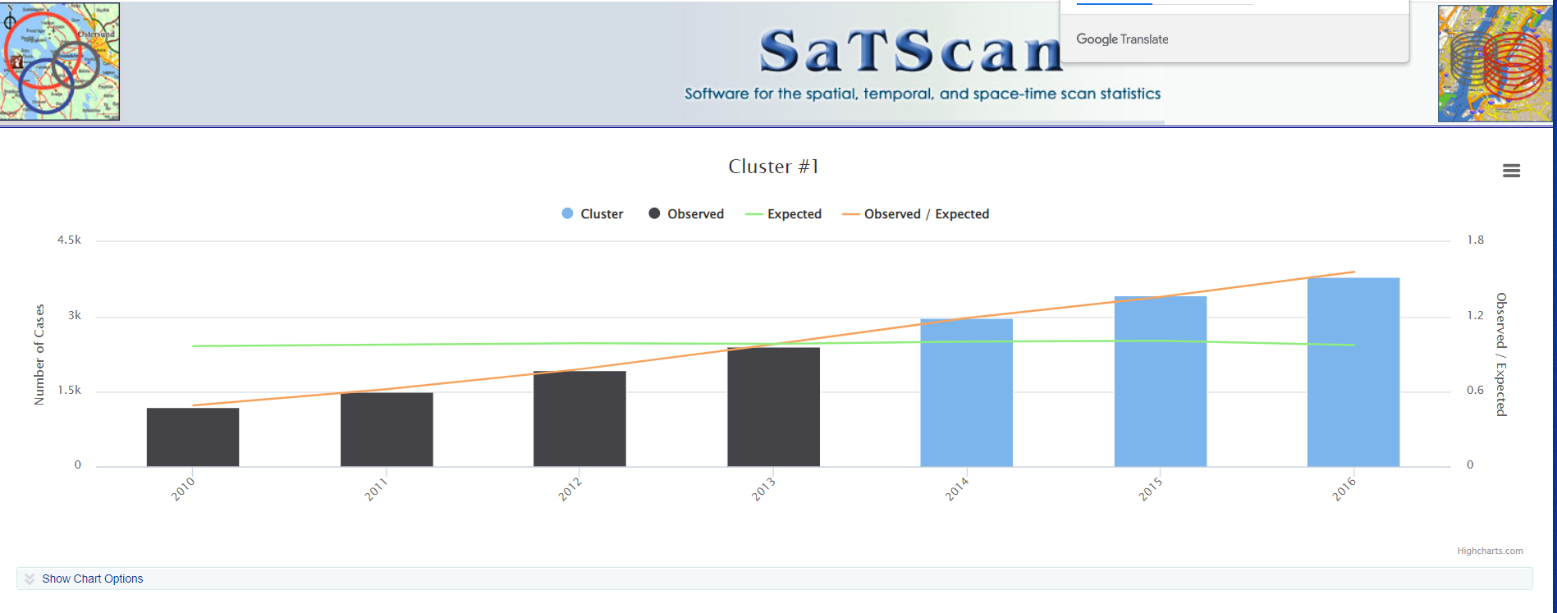 SaTScan
Software for the spatial, temporal, and space-time scan statistics
Google Translate
Cluster #1
Cluster Observed Expected Observed / Expected
4.5k
3k
1.5k
0
Number of Cases
1.8
1.2
0.6
0
Observed / Expected
2010 2011 2012 2013 2014 2015 2016
Highcharts.com
Show Chart Options